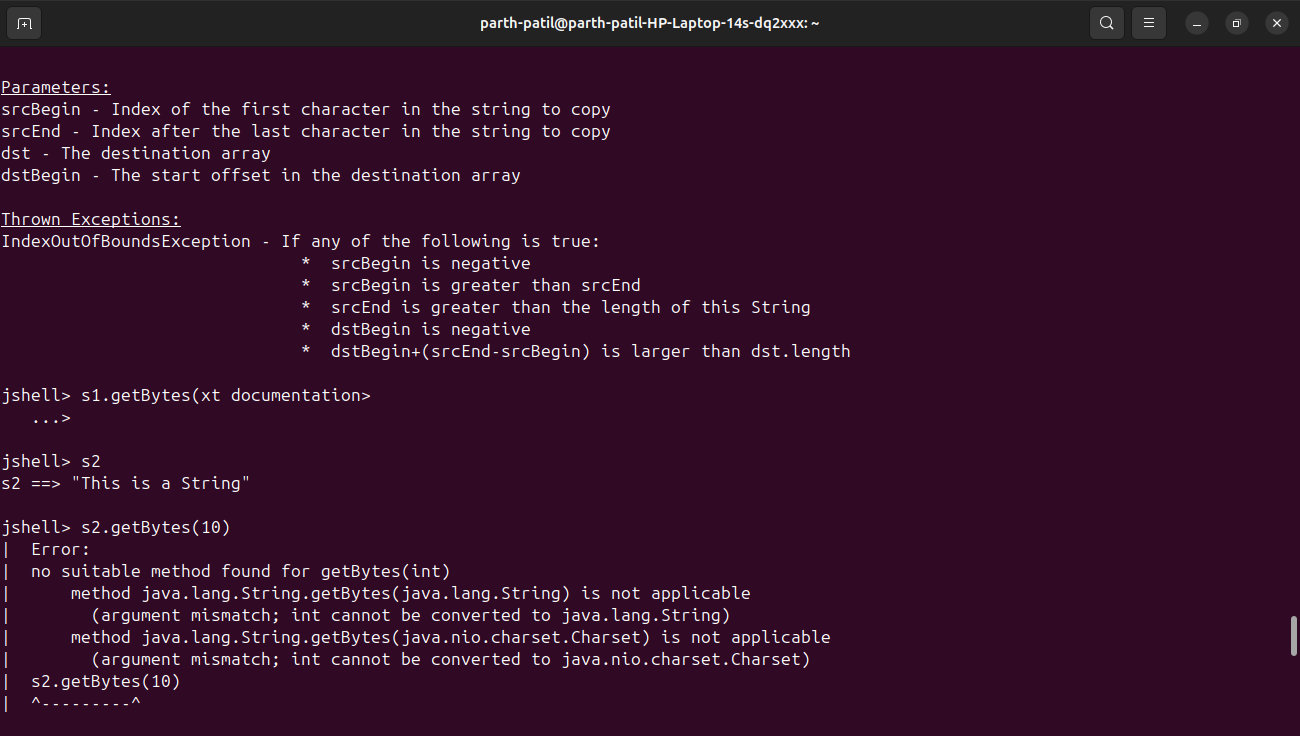 parth-patil@parth-patil-HP-Laptop-14s-dq2xxx: ~
Parameters:
srcBegin - Index of the first character in the string to copy
srcEnd - Index after the last character in the string to copy
dst - The destination array
dstBegin - The start offset in the destination array
Thrown Exceptions:
IndexOutOfBoundsException - If any of the following is true:
* srcBegin is negative
* srcBegin is greater than srcEnd
* srcEnd is greater than the length of this String
* dstBegin is negative
* dstBegin+(srcEnd-srcBegin) is larger than dst.length
jshell> s1.getBytes(xt documentation>
...>
jshell> s2
s2 ==> "This is a String"
jshell> s2.getBytes(10)
|  Error:
|  no suitable method found for getBytes(int)
|      method java.lang.String.getBytes(java.lang.String) is not applicable
|        (argument mismatch; int cannot be converted to java.lang.String)
|      method java.lang.String.getBytes(java.nio.charset.Charset) is not applicable
|        (argument mismatch; int cannot be converted to java.nio.charset.Charset)
|  s2.getBytes(10)
|  ^---------^